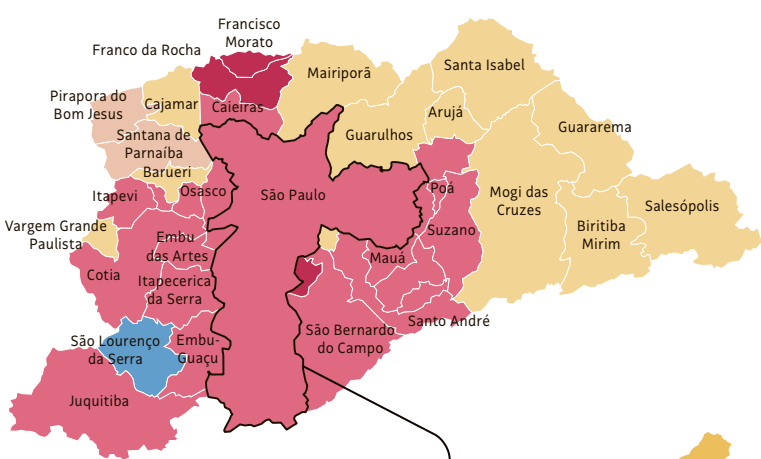 Francisco
Morato
Franco da Rocha
Mairiporã
Santa Isabel
Pirapora do
Bom Jesus
Cajamar
Caieiras
Arujá
Guararema
Guarulhos
Santana de
Parnaíba
Barueri
Itapevi
Osasco
São Paulo
Poá
Mogi das
Cruzes
Salesópolis
Vargem Grande
Paulista
Embu
das Artes
Suzano
Biritiba
Mirim
Cotia
Mauá
Itapecerica
da Serra
Santo André
São Lourenço
da Serra
Embu-
Guaçu
São Bernardo
do Campo
Juquitiba